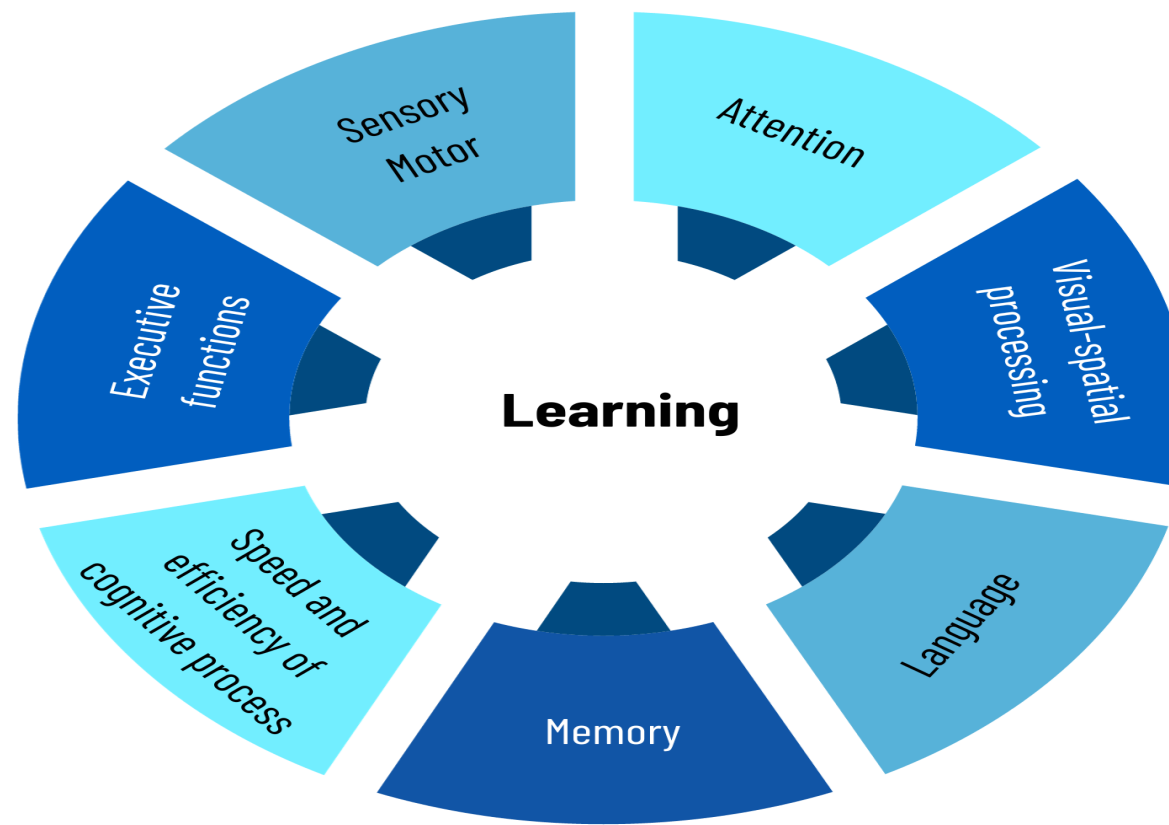 Sensory
Motor
Attention
Executive
functions
Visual-spatial
processing
Learning
Speed and
efficiency of
cognitive process
Language
Memory